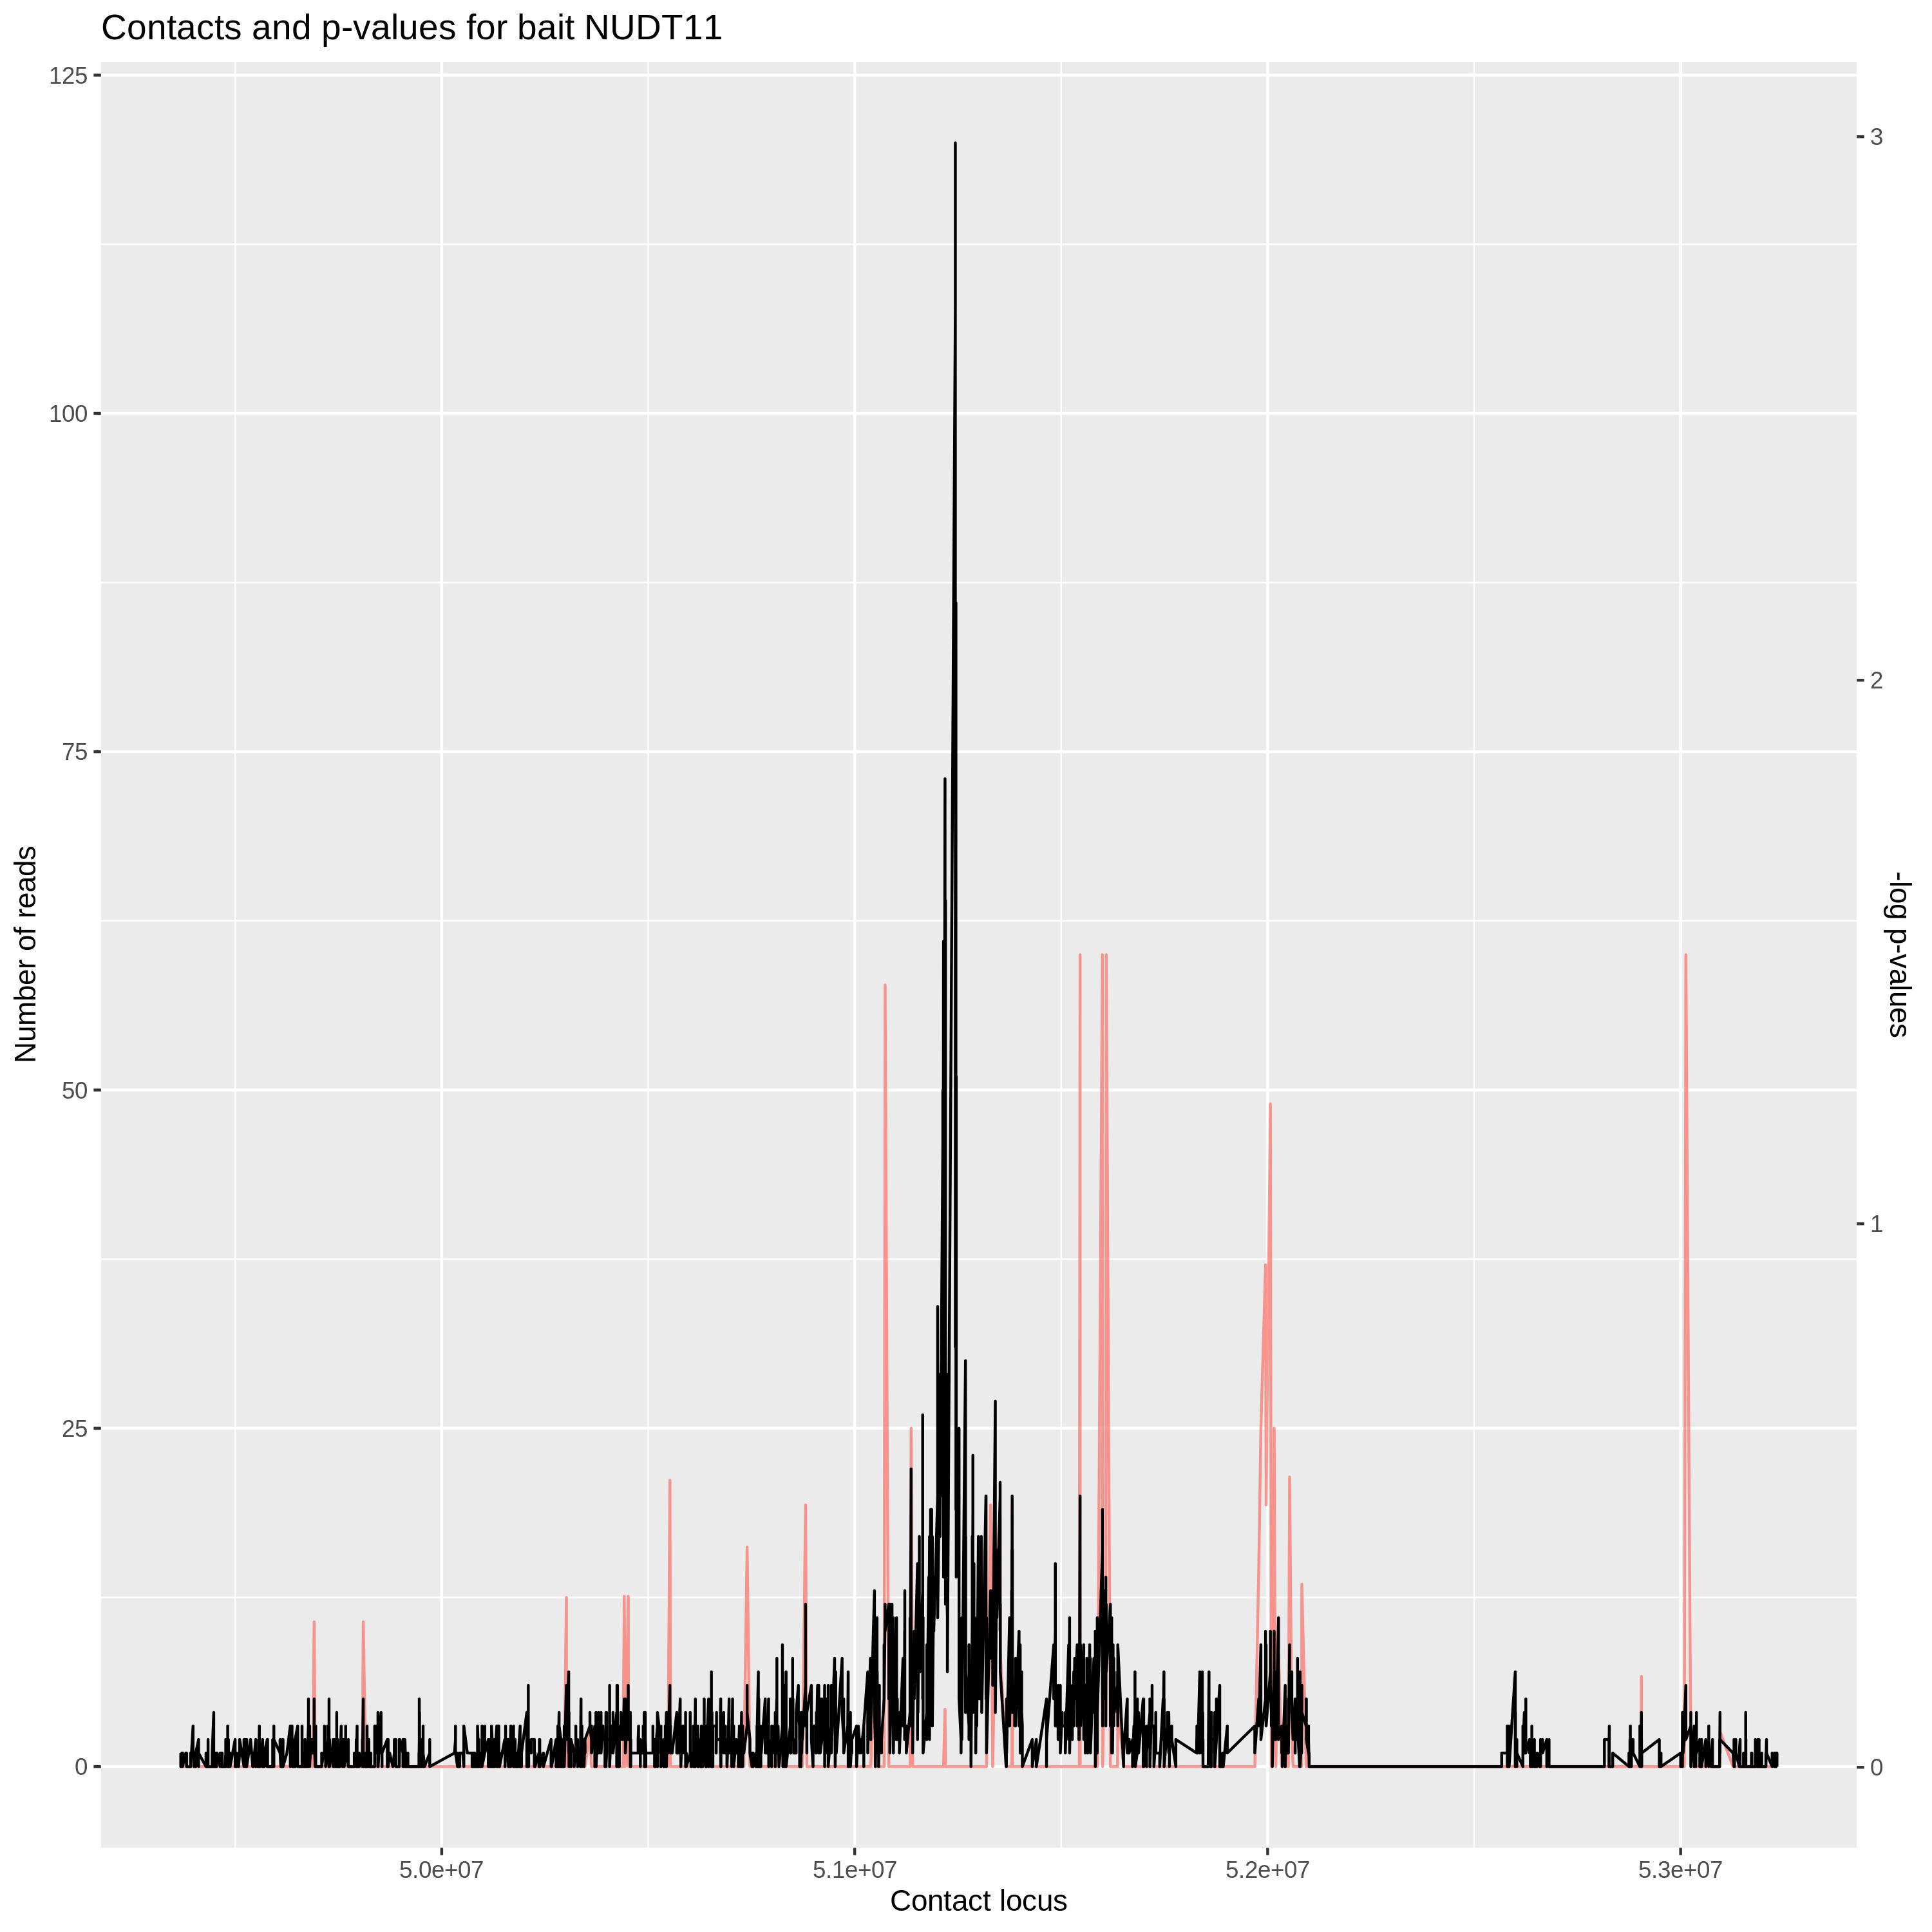 Contacts and p-values for bait NUDT11
125
100
75
50
25
0
Number of reads
3
2
1
0
-log p-values
5.0e+07
5.1e+07
5.2e+07
5.3e+07
Contact locus